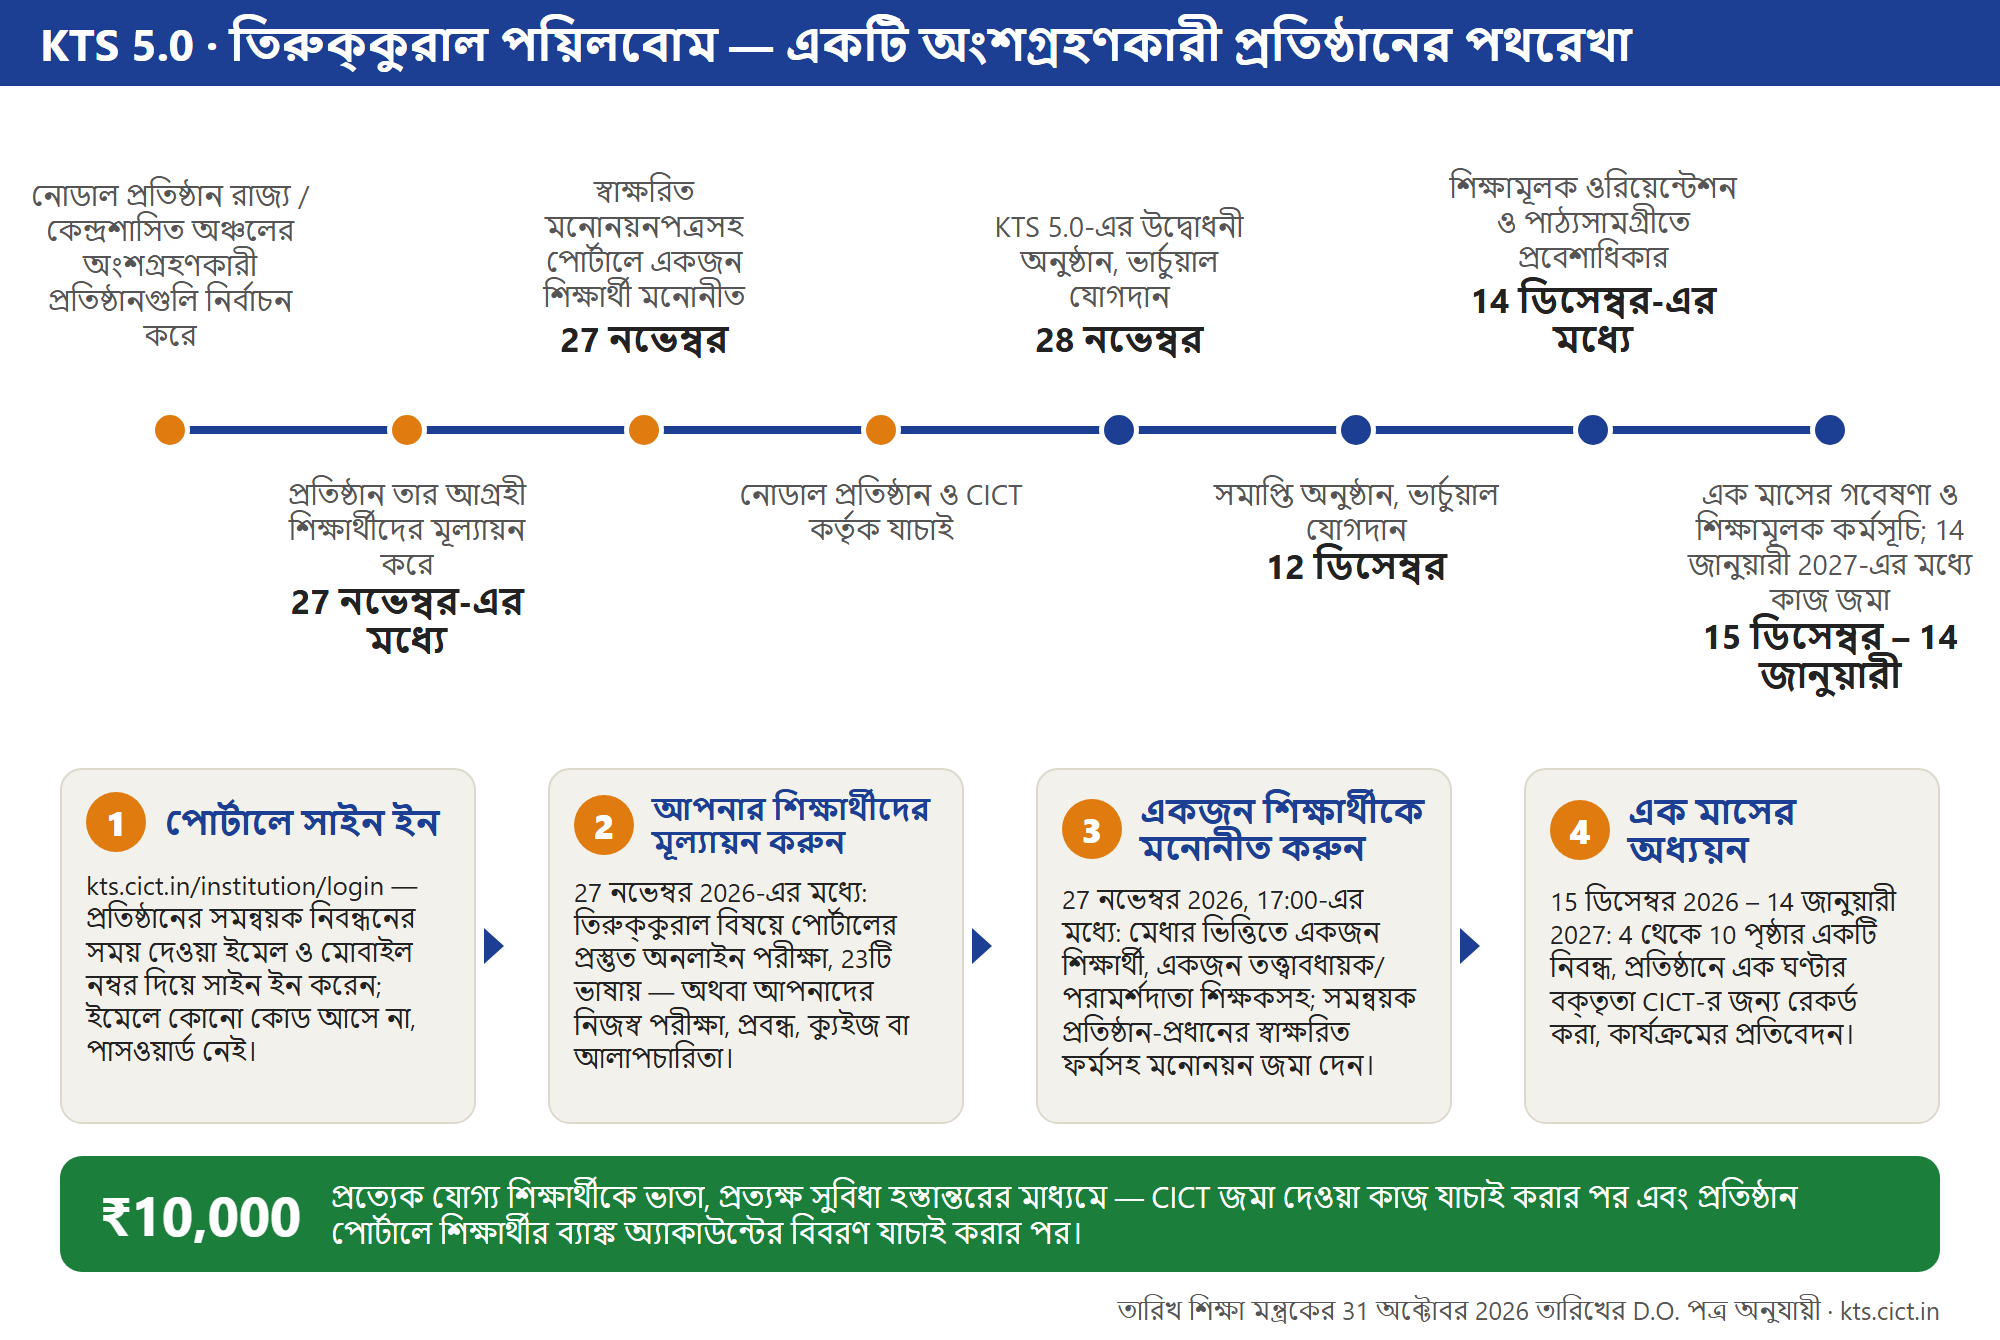 KTS 5.0 · তিরুক্কুরাল পয়িলবোম — একটি অংশগ্রহণকারী প্রতিষ্ঠানের পথরেখা
নোডাল প্রতিষ্ঠান রাজ্য /
কেন্দ্রশাসিত অঞ্চলের
অংশগ্রহণকারী
প্রতিষ্ঠানগুলি নির্বাচন
করে
প্রতিষ্ঠান তার আগ্রহী
শিক্ষার্থীদের মূল্যায়ন
করে
27 নভেম্বর-এর
মধ্যে
স্বাক্ষরিত
মনোনয়নপত্রসহ
পোর্টালে একজন
শিক্ষার্থী মনোনীত
27 নভেম্বর
নোডাল প্রতিষ্ঠান ও CICT
কর্তৃক যাচাই
KTS 5.0-এর উদ্বোধনী
অনুষ্ঠান, ভার্চুয়াল
যোগদান
28 নভেম্বর
সমাপ্তি অনুষ্ঠান, ভার্চুয়াল
যোগদান
12 ডিসেম্বর
শিক্ষামূলক ওরিয়েন্টেশন
ও পাঠ্যসামগ্রীতে
প্রবেশাধিকার
14 ডিসেম্বর-এর
মধ্যে
এক মাসের গবেষণা ও
শিক্ষামূলক কর্মসূচি; 14
জানুয়ারী 2027-এর মধ্যে
কাজ জমা
15 ডিসেম্বর – 14
জানুয়ারী
1 পোর্টালে সাইন ইন
kts.cict.in/institution/login —
প্রতিষ্ঠানের সমন্বয়ক নিবন্ধনের
সময় দেওয়া ইমেল ও মোবাইল
নম্বর দিয়ে সাইন ইন করেন;
ইমেলে কোনো কোড আসে না,
পাসওয়ার্ড নেই।
2 আপনার শিক্ষার্থীদের
মূল্যায়ন করুন
27 নভেম্বর 2026-এর মধ্যে:
তিরুক্কুরাল বিষয়ে পোর্টালের
প্রস্তুত অনলাইন পরীক্ষা, 23টি
ভাষায় — অথবা আপনাদের
নিজস্ব পরীক্ষা, প্রবন্ধ, ক্যুইজ বা
আলাপচারিতা।
3 একজন শিক্ষার্থীকে
মনোনীত করুন
27 নভেম্বর 2026, 17:00-এর
মধ্যে: মেধার ভিত্তিতে একজন
শিক্ষার্থী, একজন তত্ত্বাবধায়ক/
পরামর্শদাতা শিক্ষকসহ; সমন্বয়ক
প্রতিষ্ঠান-প্রধানের স্বাক্ষরিত
ফর্মসহ মনোনয়ন জমা দেন।
4 এক মাসের
অধ্যয়ন
15 ডিসেম্বর 2026 – 14 জানুয়ারী
2027: 4 থেকে 10 পৃষ্ঠার একটি
নিবন্ধ, প্রতিষ্ঠানে এক ঘণ্টার
বক্তৃতা CICT-র জন্য রেকর্ড
করা, কার্যক্রমের প্রতিবেদন।
₹10,000
প্রত্যেক যোগ্য শিক্ষার্থীকে ভাতা, প্রত্যক্ষ সুবিধা হস্তান্তরের মাধ্যমে — CICT জমা দেওয়া কাজ যাচাই করার পর এবং প্রতিষ্ঠান
পোর্টালে শিক্ষার্থীর ব্যাঙ্ক অ্যাকাউন্টের বিবরণ যাচাই করার পর।
তারিখ শিক্ষা মন্ত্রকের 31 অক্টোবর 2026 তারিখের D.O. পত্র অনুযায়ী · kts.cict.in